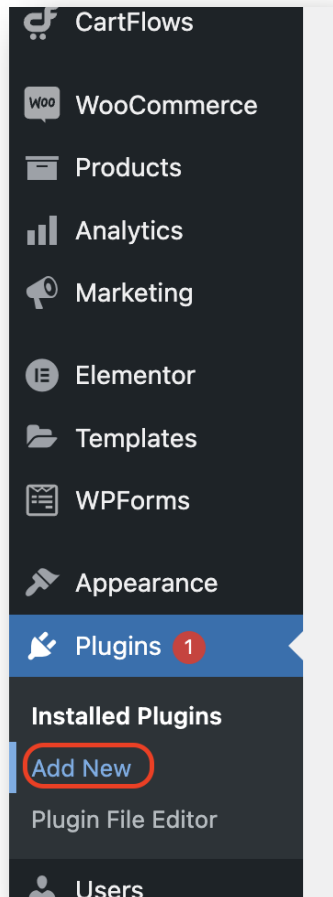 CartFlows
Woo WooCommerce
Products
Analytics
Marketing
Elementor
Templates
WPForms
Appearance
Plugins 1
Installed Plugins
Add New
Plugin File Editor
Users